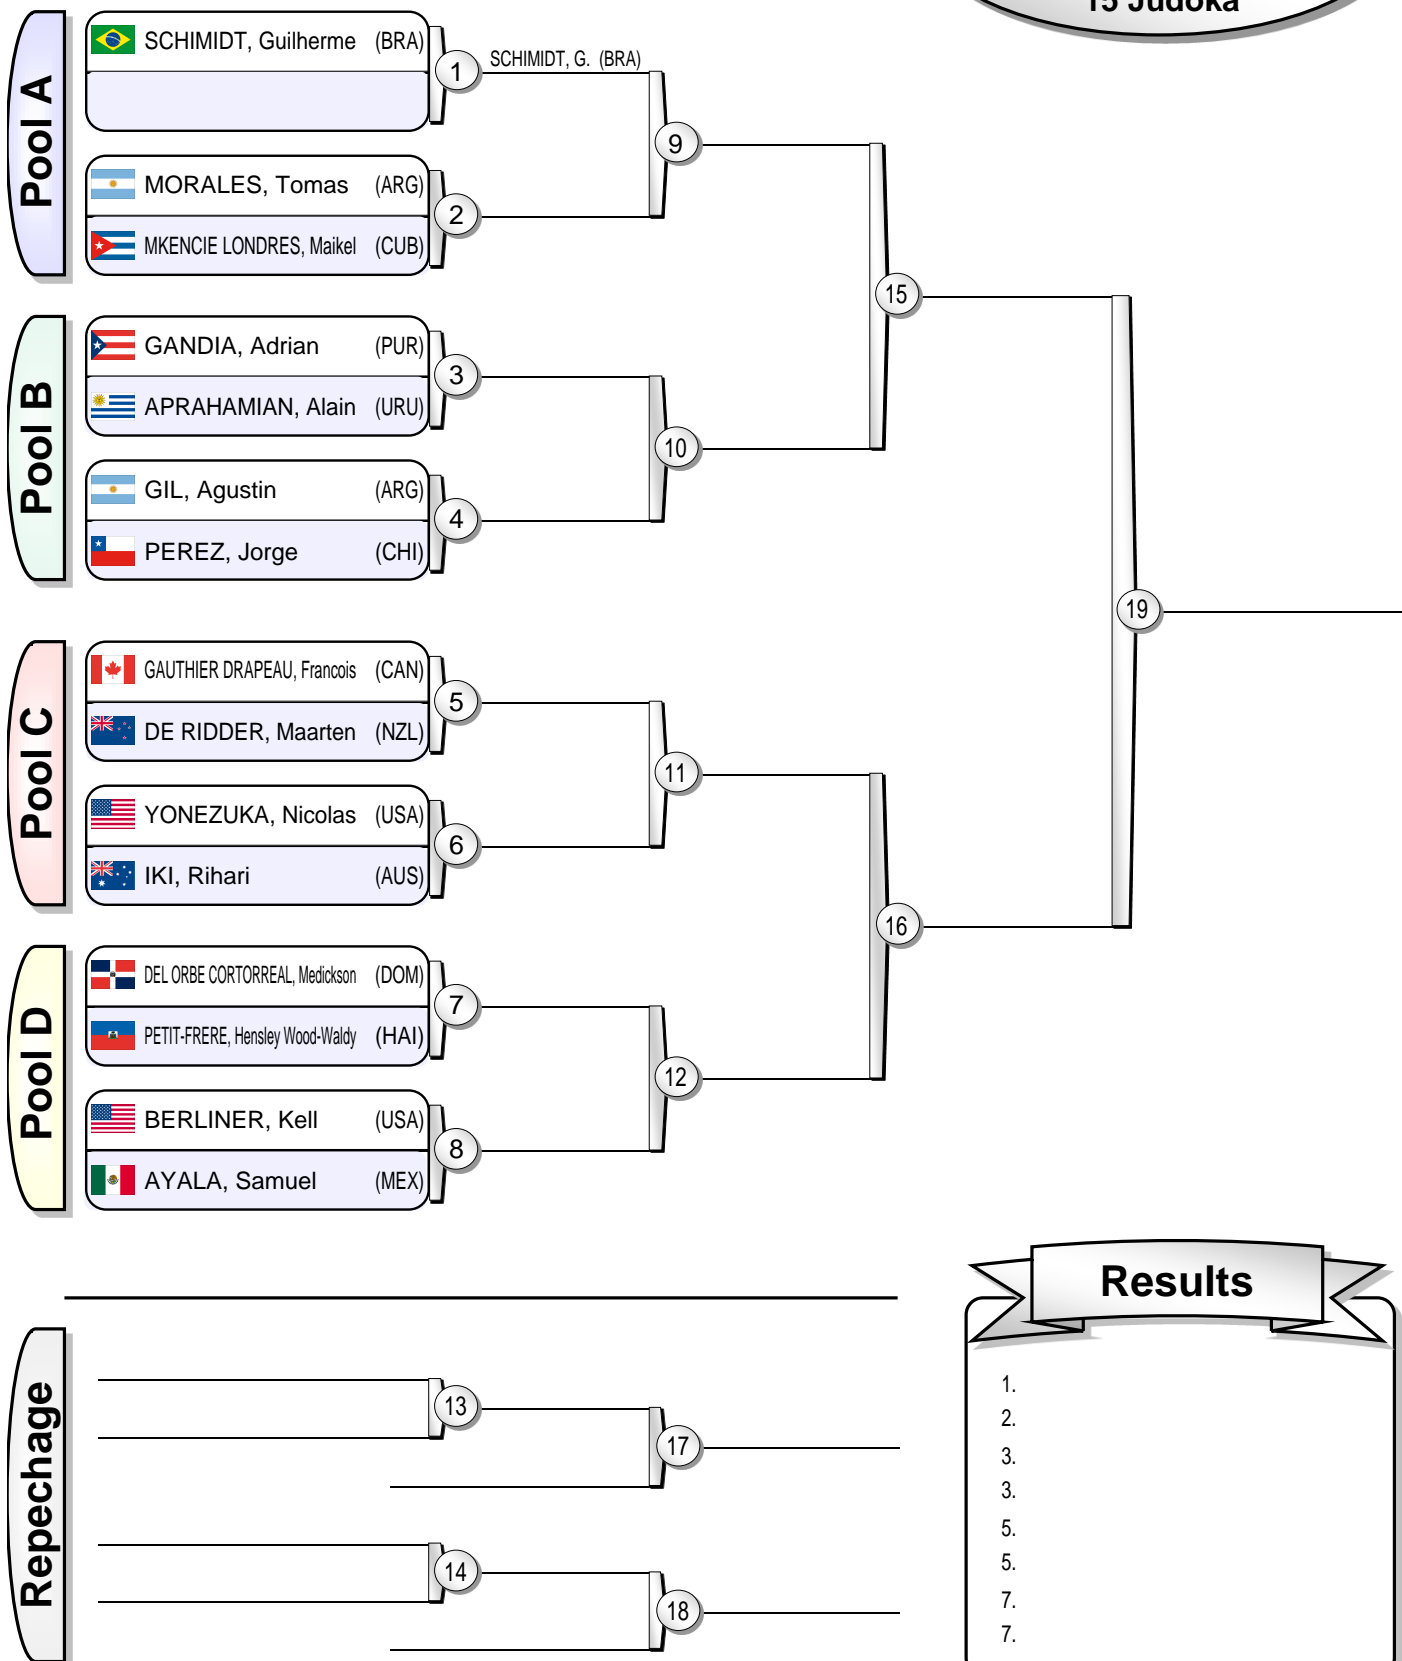 15 Judoka
Pool A
SCHIMIDT, Guilherme (BRA)
1
SCHIMIDT, G. (BRA)
9
MORALES, Tomas (ARG)
2
MKENCIE LONDRES, Maikel (CUB)
15
Pool B
GANDIA, Adrian (PUR)
3
APRAHAMIAN, Alain (URU)
10
GIL, Agustin (ARG)
4
PEREZ, Jorge (CHI)
19
Pool C
GAUTHIER DRAPEAU, Francois (CAN)
5
DE RIDDER, Maarten (NZL)
11
YONEZUKA, Nicolas (USA)
6
IKI, Rihari (AUS)
16
Pool D
DEL ORBE CORTORREAL, Medickson (DOM)
7
PETIT-FRERE, Hensley Wood-Waldy (HAI)
12
BERLINER, Kell (USA)
8
AYALA, Samuel (MEX)
Repechage
13
17
14
18
Results
1.
2.
3.
3.
5.
5.
7.
7.